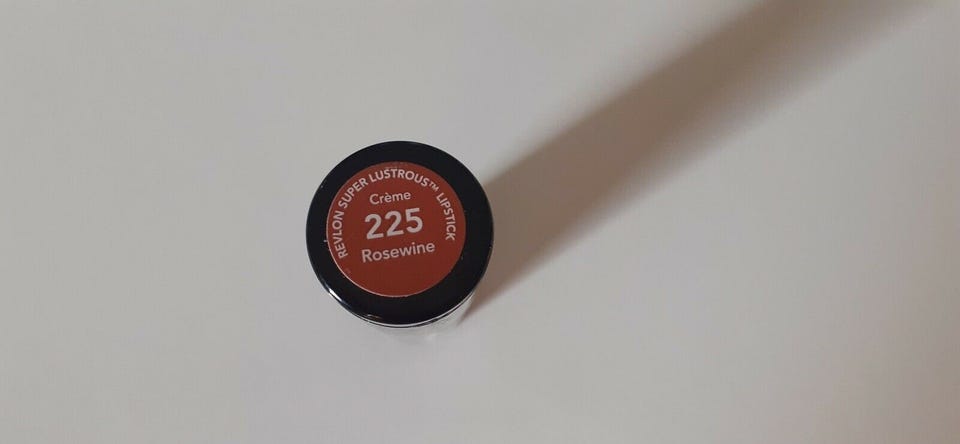 REVLON SUPER LUSTROUS™ LIPSTICK
Crème
225
Rosewine